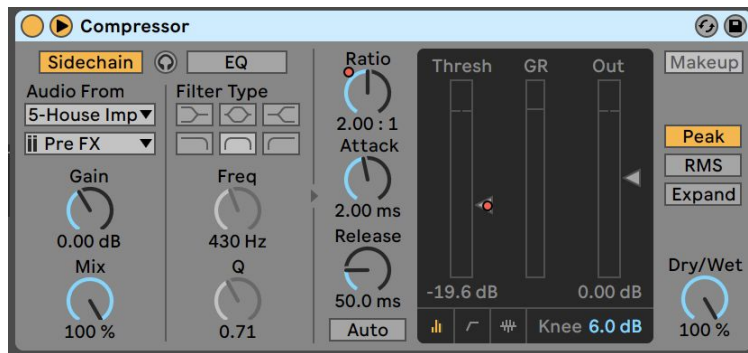 Compressor
Sidechain
EQ
Audio From
5-House Imp
Pre FX
Gain
0.00 dB
Mix
100 %
Filter Type
Freq
430 Hz
Q
0.71
Ratio
2.00 : 1
Attack
2.00 ms
Release
50.0 ms
Auto
Thresh GR Out
-19.6 dB 0.00 dB
Knee 6.0 dB
Makeup
Peak
RMS
Expand
Dry/Wet
100 %